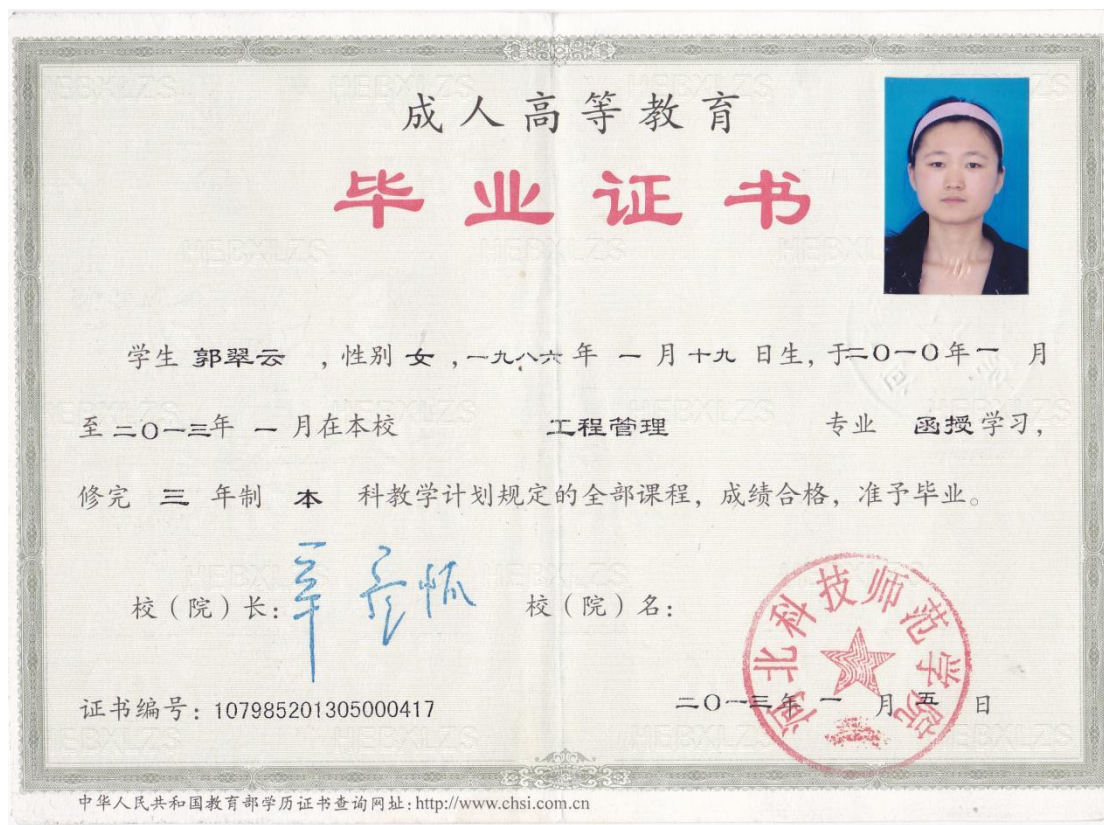 成人高等教育
毕业证书
学生 郭翠云 ，性别 女 ，一九八六 年 一 月 十九 日生，于二〇一〇年一 月
至二〇一三年 一 月在本校 工程管理 专业 函授学习，
修完 三 年制 本 科教学计划规定的全部课程，成绩合格，准予毕业。
校（院）长：
校（院）名：
河北科技师范学院
证书编号：107985201305000417
二〇一三年 一 月 五 日
中华人民共和国教育部学历证书查询网址：http://www.chsi.com.cn
HEBXLZS